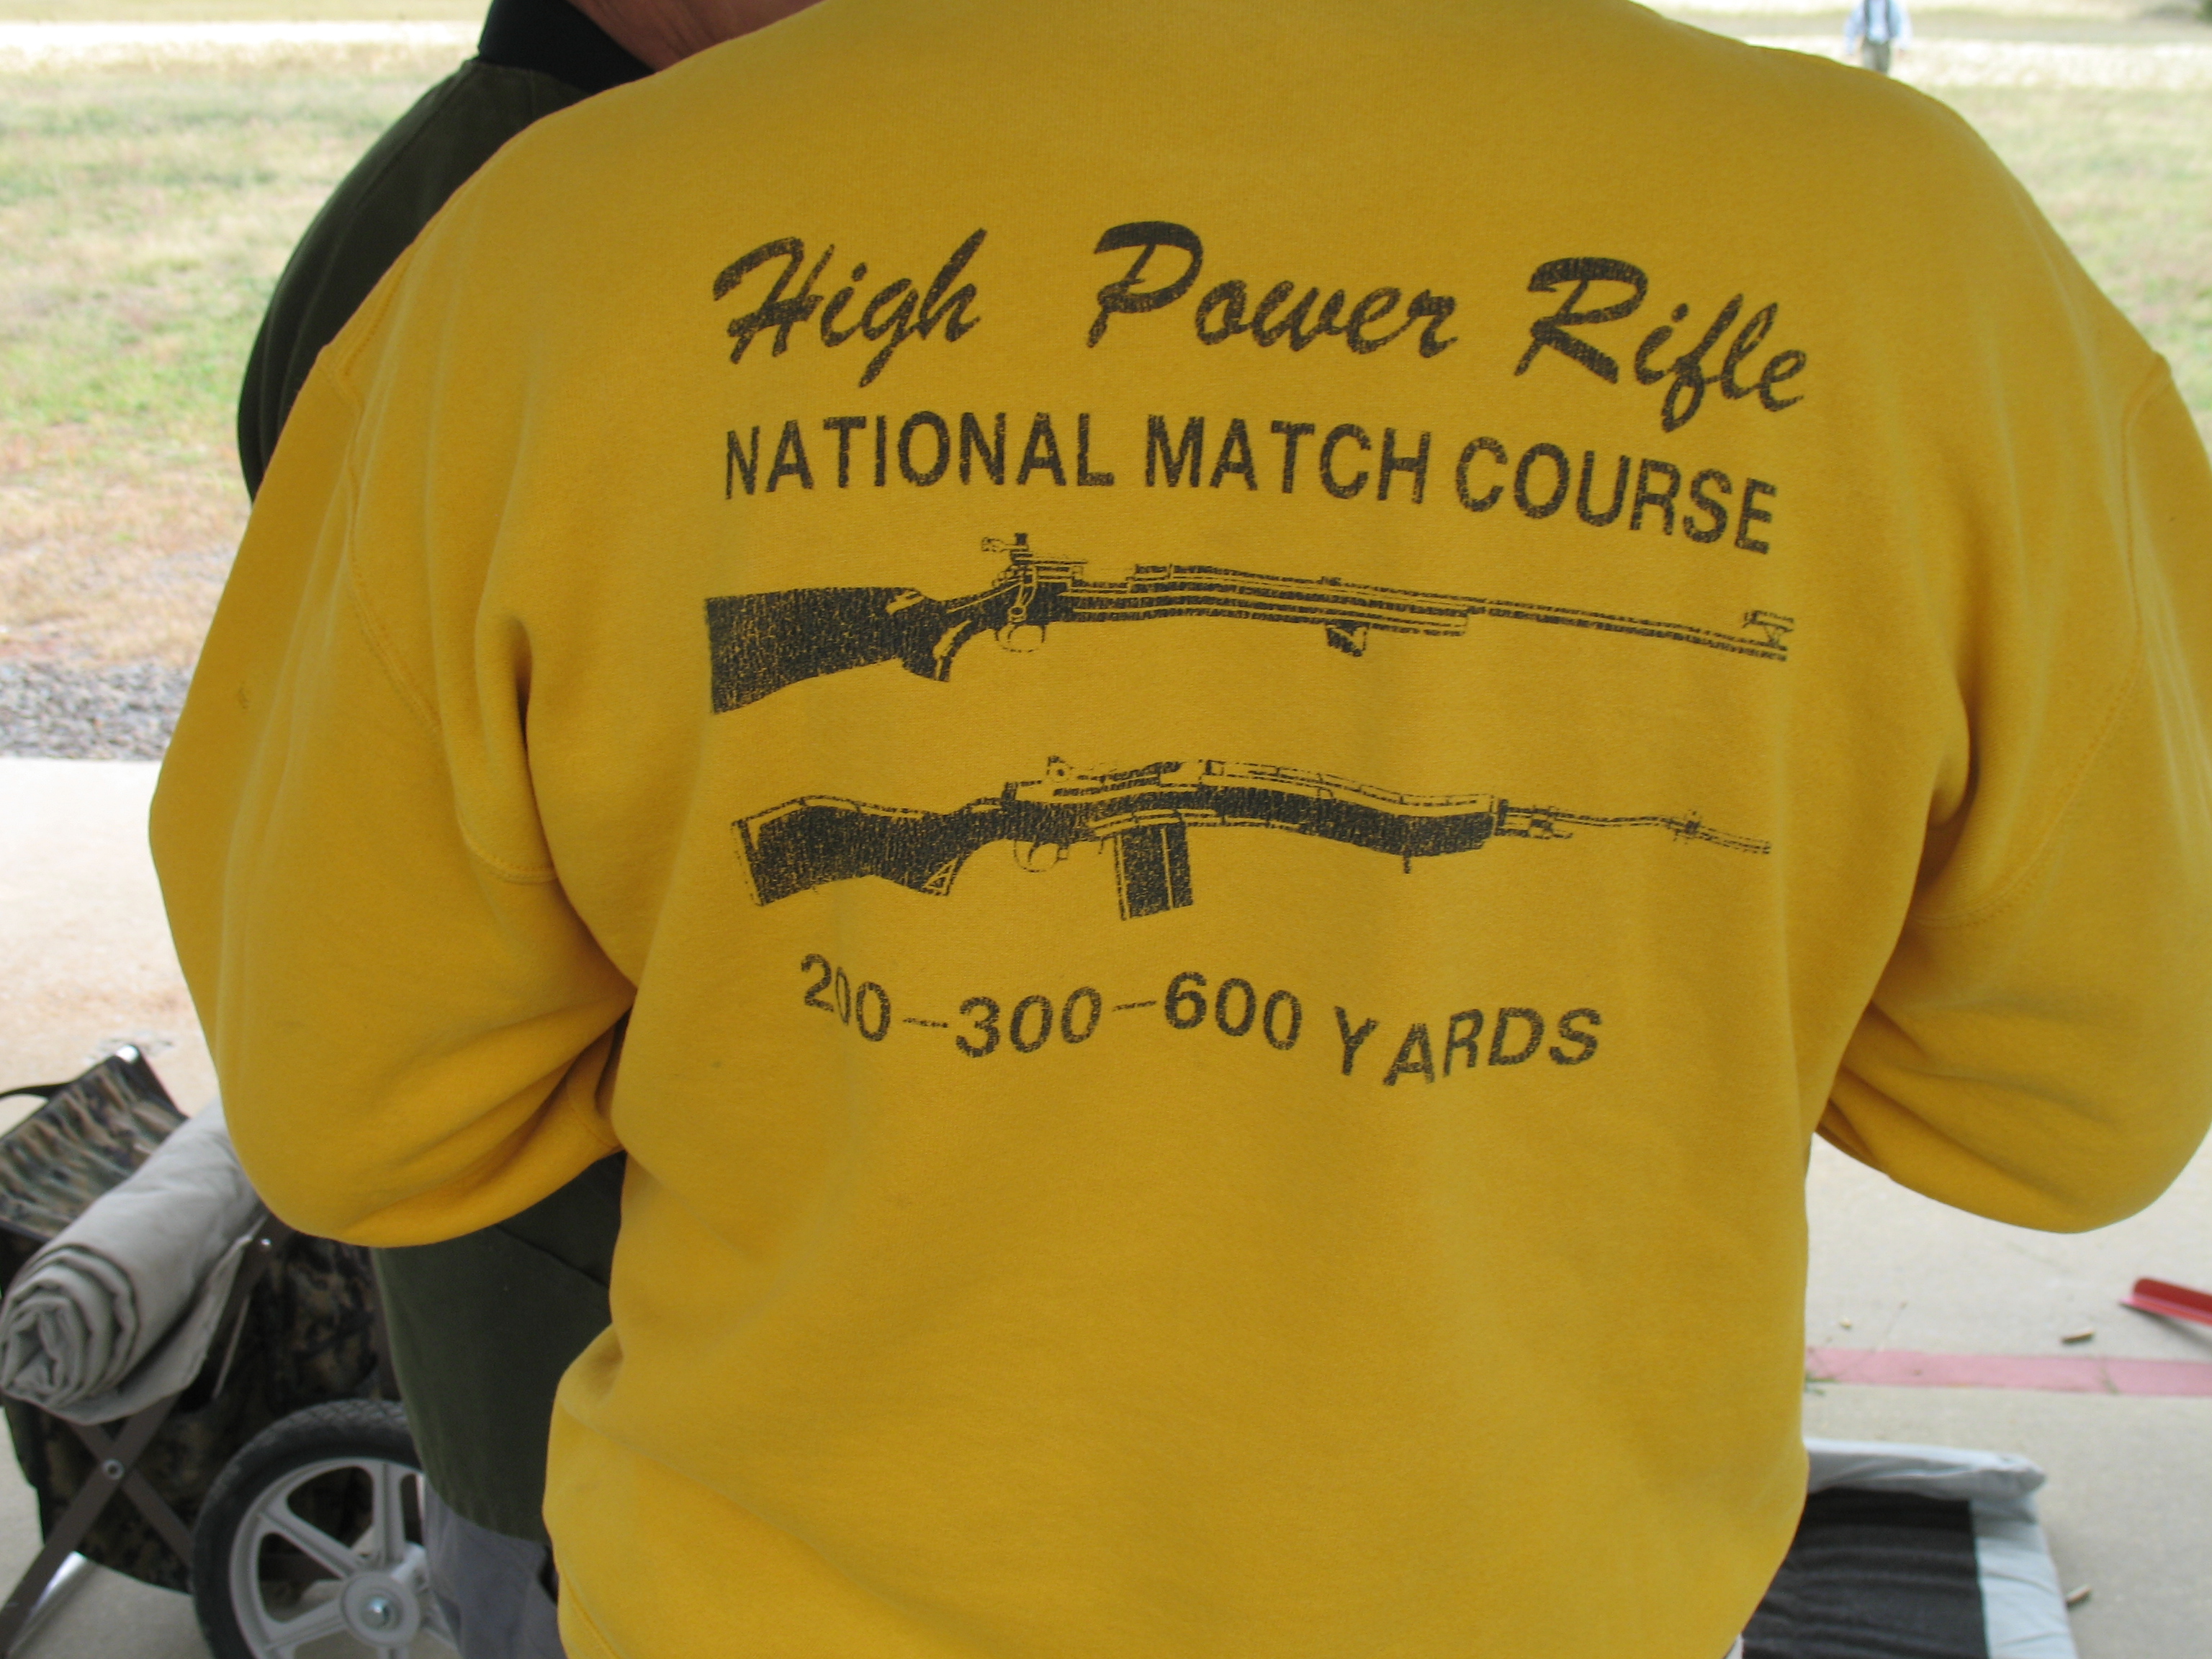 High Power Rifle
NATIONAL MATCH COURSE
200-300-600 YARDS